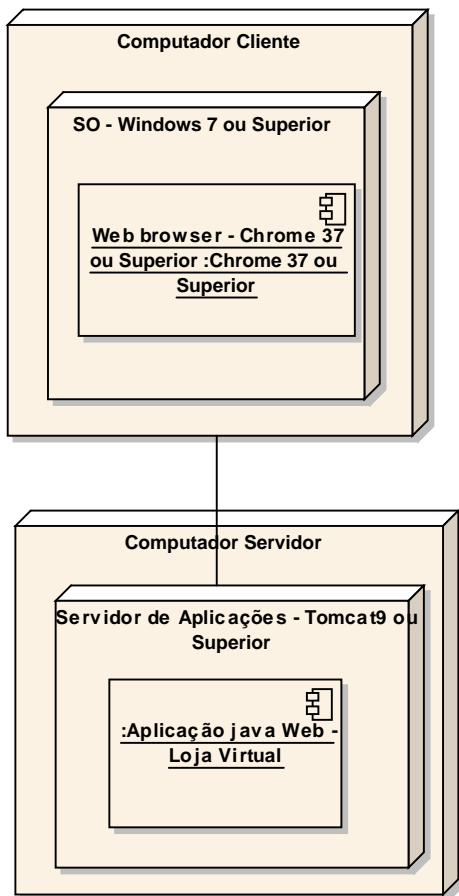 Computador Cliente
SO - Windows 7 ou Superior
Web browser - Chrome 37
ou Superior :Chrome 37 ou
Superior
Computador Servidor
Servidor de Aplicações - Tomcat9 ou
Superior
:Aplicação java Web -
Loja Virtual